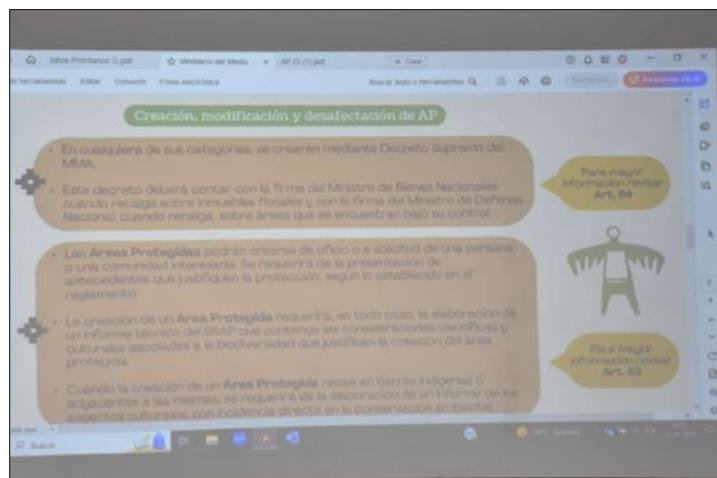 Sitios Prioritarios CI.pdf
Ministerio del Medio ...
+ Crear
Editar
Convertir
Firma electrónica
Buscar texto o herramientas
Creación, modificación y desafectación de AP
• En cualquiera de sus categorías, se crearán mediante Decreto Supremo del
MMA.
• Este decreto deberá contar con la firma del Ministro de Bienes Nacionales
cuando recaiga sobre inmuebles fiscales y con la firma del Ministro de Defensa
Nacional, cuando recaiga, sobre áreas que se encuentran bajo su control.
Para mayor
información revisar
Art. 64
• Las Áreas Protegidas podrán crearse de oficio o a solicitud de una persona
o una comunidad interesada. Se requerirá de la presentación de
antecedentes que justifiquen la protección, según lo establecido en el
reglamento.
• La creación de un Área Protegida requerirá, en todo caso, la elaboración de
un informe técnico del SBAP que contenga las consideraciones científicas y
culturales asociadas a la biodiversidad que justifican la creación del área
protegida.
• Cuando la creación de un Área Protegida recae en tierras indígenas o
adyacentes a las mismas, se requerirá de la elaboración de un informe de los
aspectos culturales, con incidencia directa en la conservación ambiental.
Para mayor
información revisar
Art. 65
Buscar